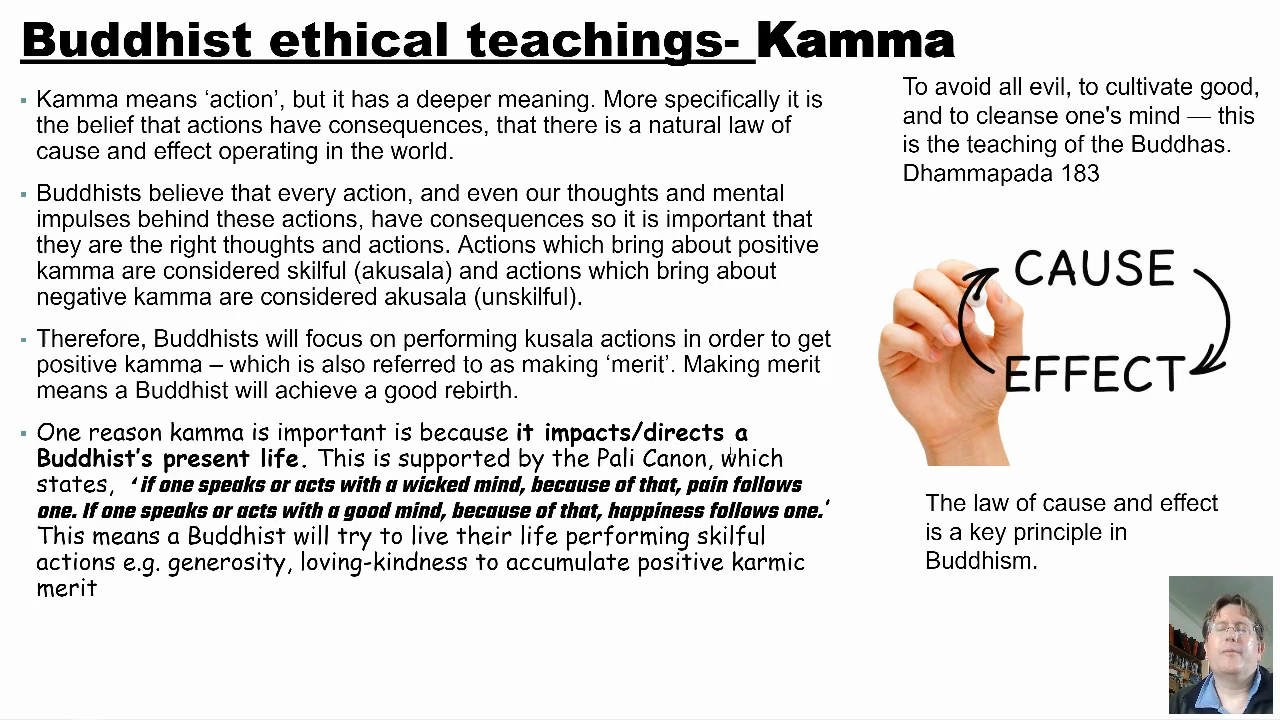 Buddhist ethical teachings- Kamma
▪ Kamma means ‘action’, but it has a deeper meaning. More specifically it is
the belief that actions have consequences, that there is a natural law of
cause and effect operating in the world.
▪ Buddhists believe that every action, and even our thoughts and mental
impulses behind these actions, have consequences so it is important that
they are the right thoughts and actions. Actions which bring about positive
kamma are considered skilful (akusala) and actions which bring about
negative kamma are considered akusala (unskilful).
▪ Therefore, Buddhists will focus on performing kusala actions in order to get
positive kamma – which is also referred to as making ‘merit’. Making merit
means a Buddhist will achieve a good rebirth.
▪ One reason kamma is important is because it impacts/directs a
Buddhist’s present life. This is supported by the Pali Canon, which
states, ‘ if one speaks or acts with a wicked mind, because of that, pain follows
one. If one speaks or acts with a good mind, because of that, happiness follows one.’
This means a Buddhist will try to live their life performing skilful
actions e.g. generosity, loving-kindness to accumulate positive karmic
merit
To avoid all evil, to cultivate good,
and to cleanse one's mind — this
is the teaching of the Buddhas.
Dhammapada 183
CAUSE
EFFECT
The law of cause and effect
is a key principle in
Buddhism.